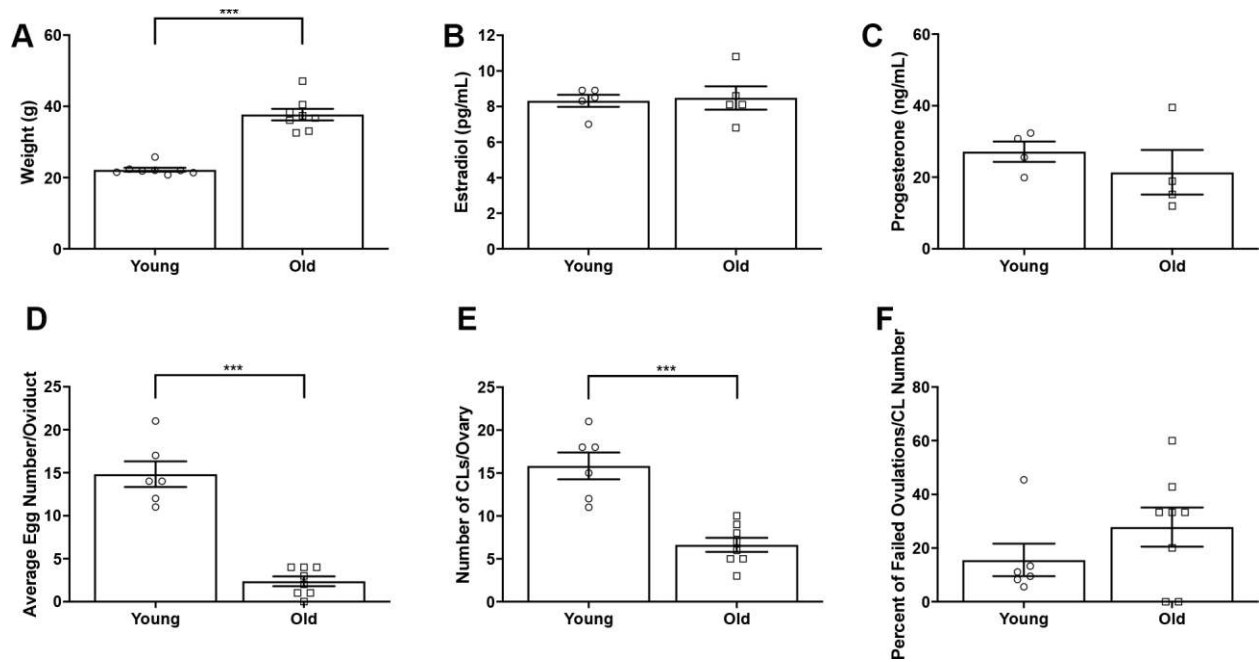 A
Weight (g)
60
40
20
0
***
Young
Old
B
Estradiol (pg/mL)
12
10
8
6
4
2
0
Young
Old
C
Progesterone (ng/mL)
60
40
20
0
Young
Old
D
Average Egg Number/Oviduct
25
20
15
10
5
0
***
Young
Old
E
Number of CLs/Ovary
25
20
15
10
5
0
***
Young
Old
F
Percent of Failed Ovulations/CL Number
80
60
40
20
0
Young
Old